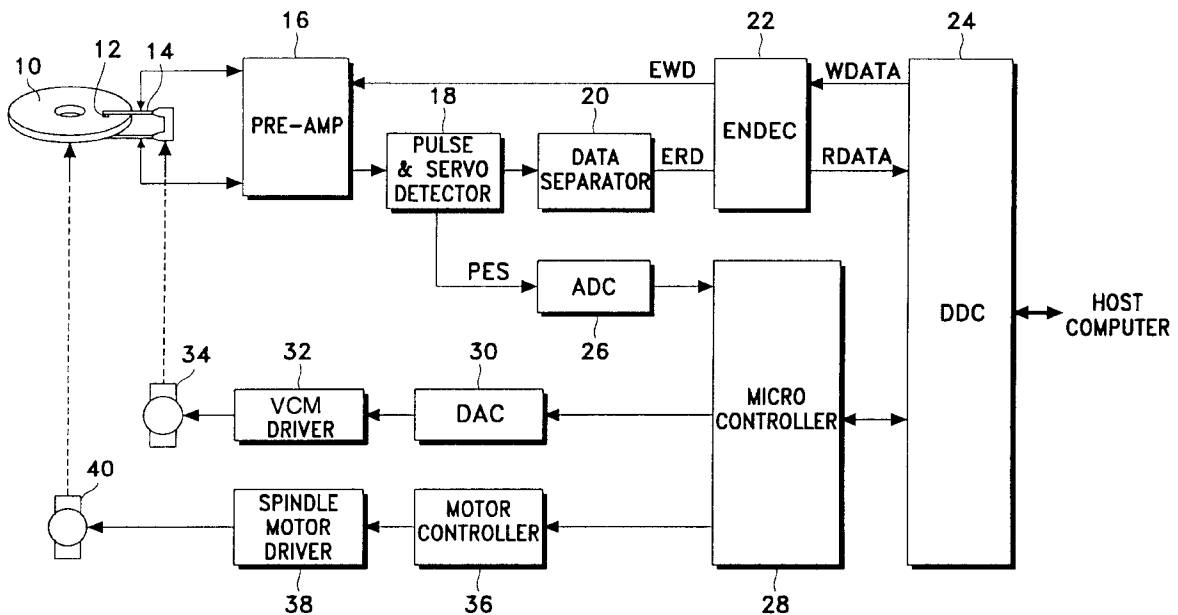 16
22
24
10
12
14
EWD
WDATA
18
20
PRE-AMP
ENDEC
PULSE
& SERVO
DETECTOR
DATA
SEPARATOR
ERD
RDATA
PES
ADC
26
DDC
HOST
COMPUTER
34
32
30
VCM
DRIVER
DAC
MICRO
CONTROLLER
40
SPINDLE
MOTOR
DRIVER
MOTOR
CONTROLLER
38
36
28